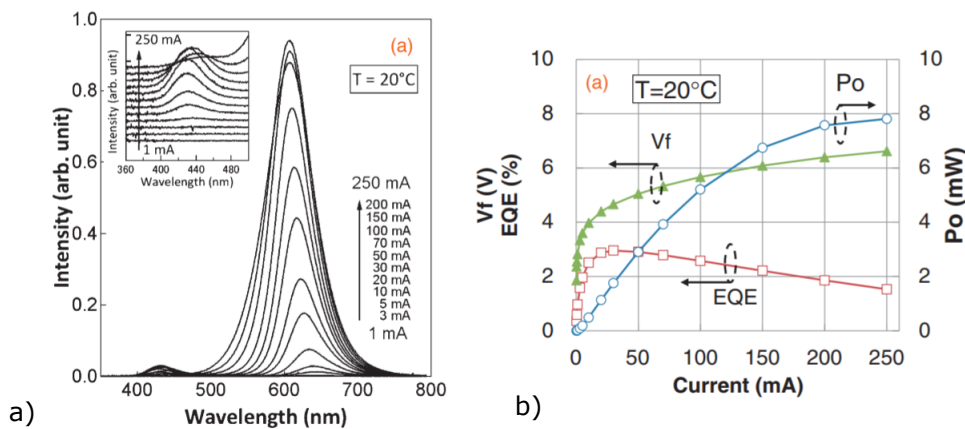 1.0
0.8
0.6
0.4
0.2
0.0
Intensity (arb. unit)
400 500 600 700 800
Wavelength (nm)
(a)
T = 20°C
250 mA
1 mA
Intensity (arb. unit)
360 400 440 480
Wavelength (nm)
250 mA
200 mA
150 mA
100 mA
70 mA
50 mA
30 mA
20 mA
10 mA
5 mA
3 mA
1 mA
a)
10
8
6
4
2
0
Vf (V)
EQE (%)
(a)
T=20°C
Po
Vf
EQE
10
8
6
4
2
0
Po (mW)
0 50 100 150 200 250
Current (mA)
b)